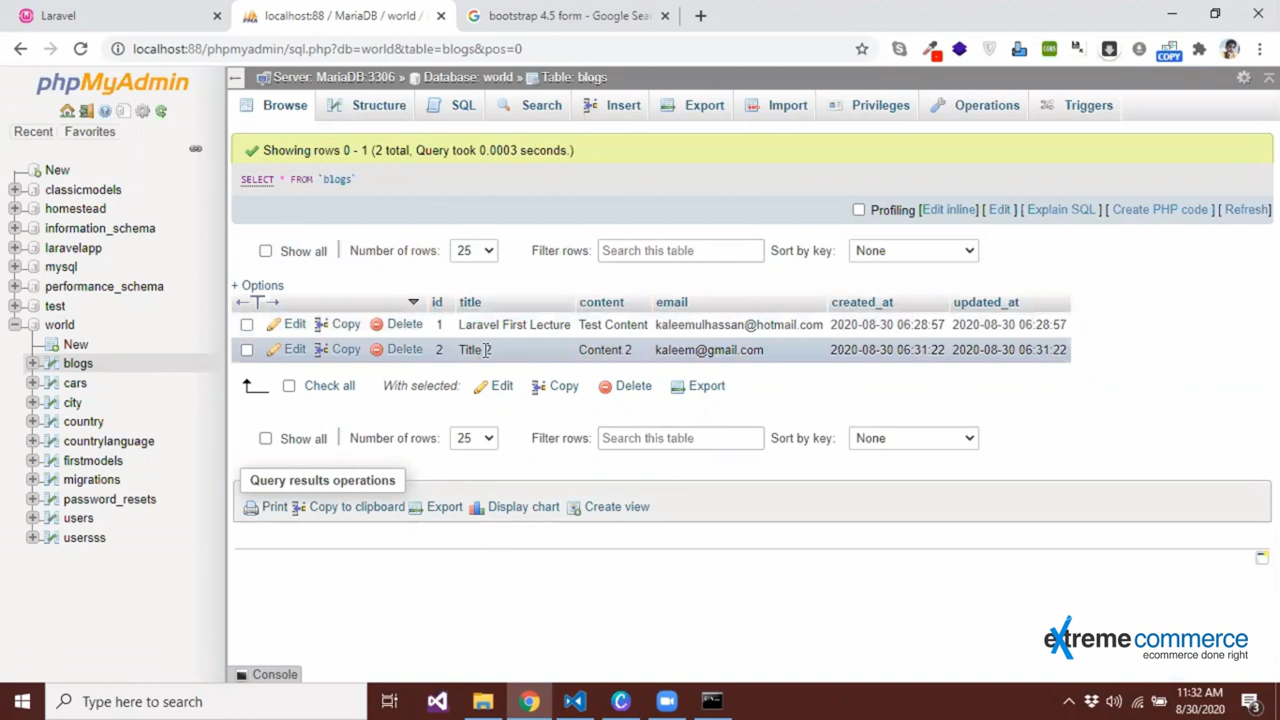 Laravel
localhost:88 / MariaDB / world /
bootstrap 4.5 form - Google Sea
localhost:88/phpmyadmin/sql.php?db=world&table=blogs&pos=0
COPY
phpMyAdmin
Recent Favorites
New
classicmodels
homestead
information_schema
laravelapp
mysql
performance_schema
test
world
New
blogs
cars
city
country
countrylanguage
firstmodels
migrations
password_resets
users
usersss
Server: MariaDB:3306 » Database: world » Table: blogs
Browse Structure SQL Search Insert Export Import Privileges Operations Triggers
Showing rows 0 - 1 (2 total, Query took 0.0003 seconds.)
SELECT * FROM `blogs`
Profiling [Edit inline] [ Edit ] [ Explain SQL ] [ Create PHP code ] [ Refresh]
Show all Number of rows: 25 Filter rows: Search this table Sort by key: None
+ Options
id title content email created_at updated_at
Edit Copy Delete 1 Laravel First Lecture Test Content kaleemulhassan@hotmail.com 2020-08-30 06:28:57 2020-08-30 06:28:57
Edit Copy Delete 2 Title 2 Content 2 kaleem@gmail.com 2020-08-30 06:31:22 2020-08-30 06:31:22
Check all With selected: Edit Copy Delete Export
Show all Number of rows: 25 Filter rows: Search this table Sort by key: None
Query results operations
Print Copy to clipboard Export Display chart Create view
Console
extreme commerce
ecommerce done right
Type here to search
11:32 AM
8/30/2020
3